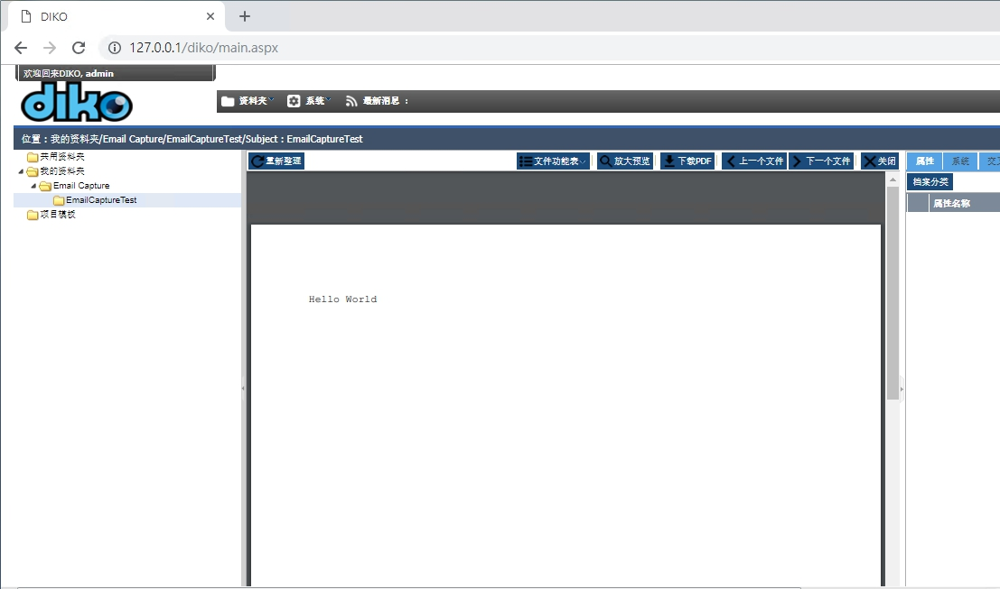 DIKO
127.0.0.1/diko/main.aspx
欢迎回来DIKO, admin
diko
资料夹 系统 最新消息 :
位置：我的资料夹/Email Capture/EmailCaptureTest/Subject : EmailCaptureTest
共用资料夹
我的资料夹
Email Capture
EmailCaptureTest
项目模板
重新整理 文件功能表 放大预览 下载PDF 上一个文件 下一个文件 关闭
属性 系统 交叉
档案分类
属性名称
Hello World